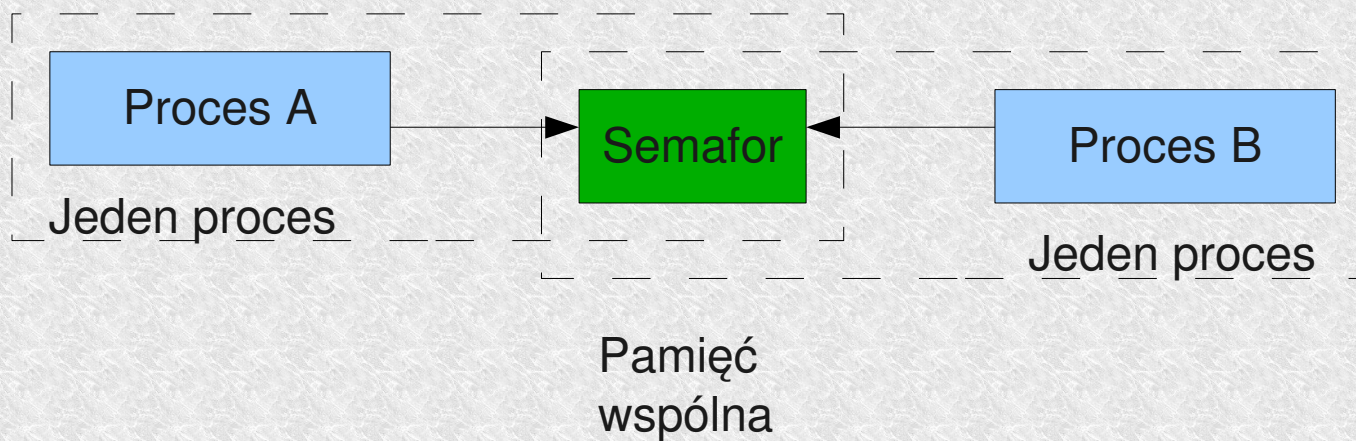 Proces A
Semafor
Proces B
Jeden proces
Jeden proces
Pamięć
wspólna